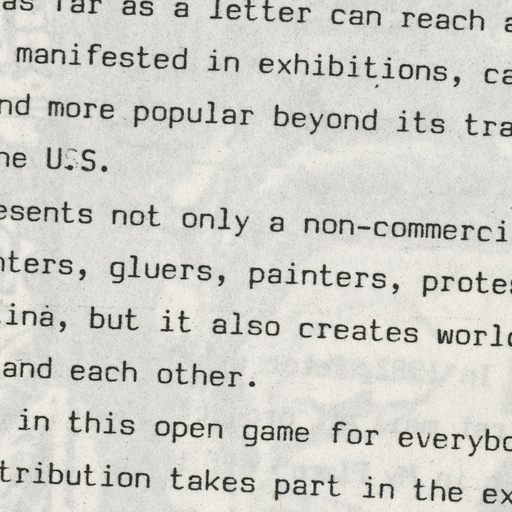 as far as a letter can reach a
manifested in exhibitions, ca
nd more popular beyond its tra
he U.S.
esents not only a non-commerci
nters, gluers, painters, protes
ina, but it also creates world
and each other.
in this open game for everybo
tribution takes part in the ex